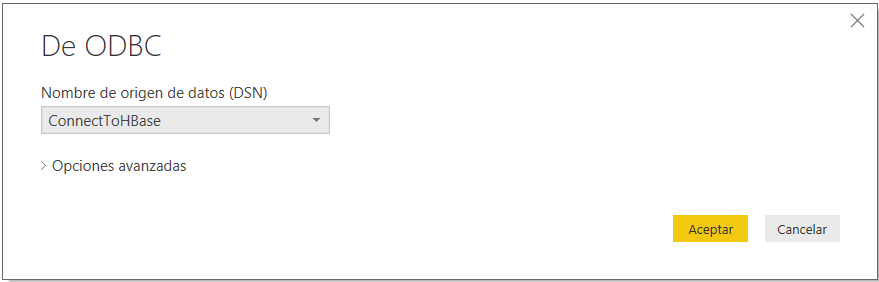 De ODBC
Nombre de origen de datos (DSN)
ConnectToHBase
Opciones avanzadas
Aceptar
Cancelar